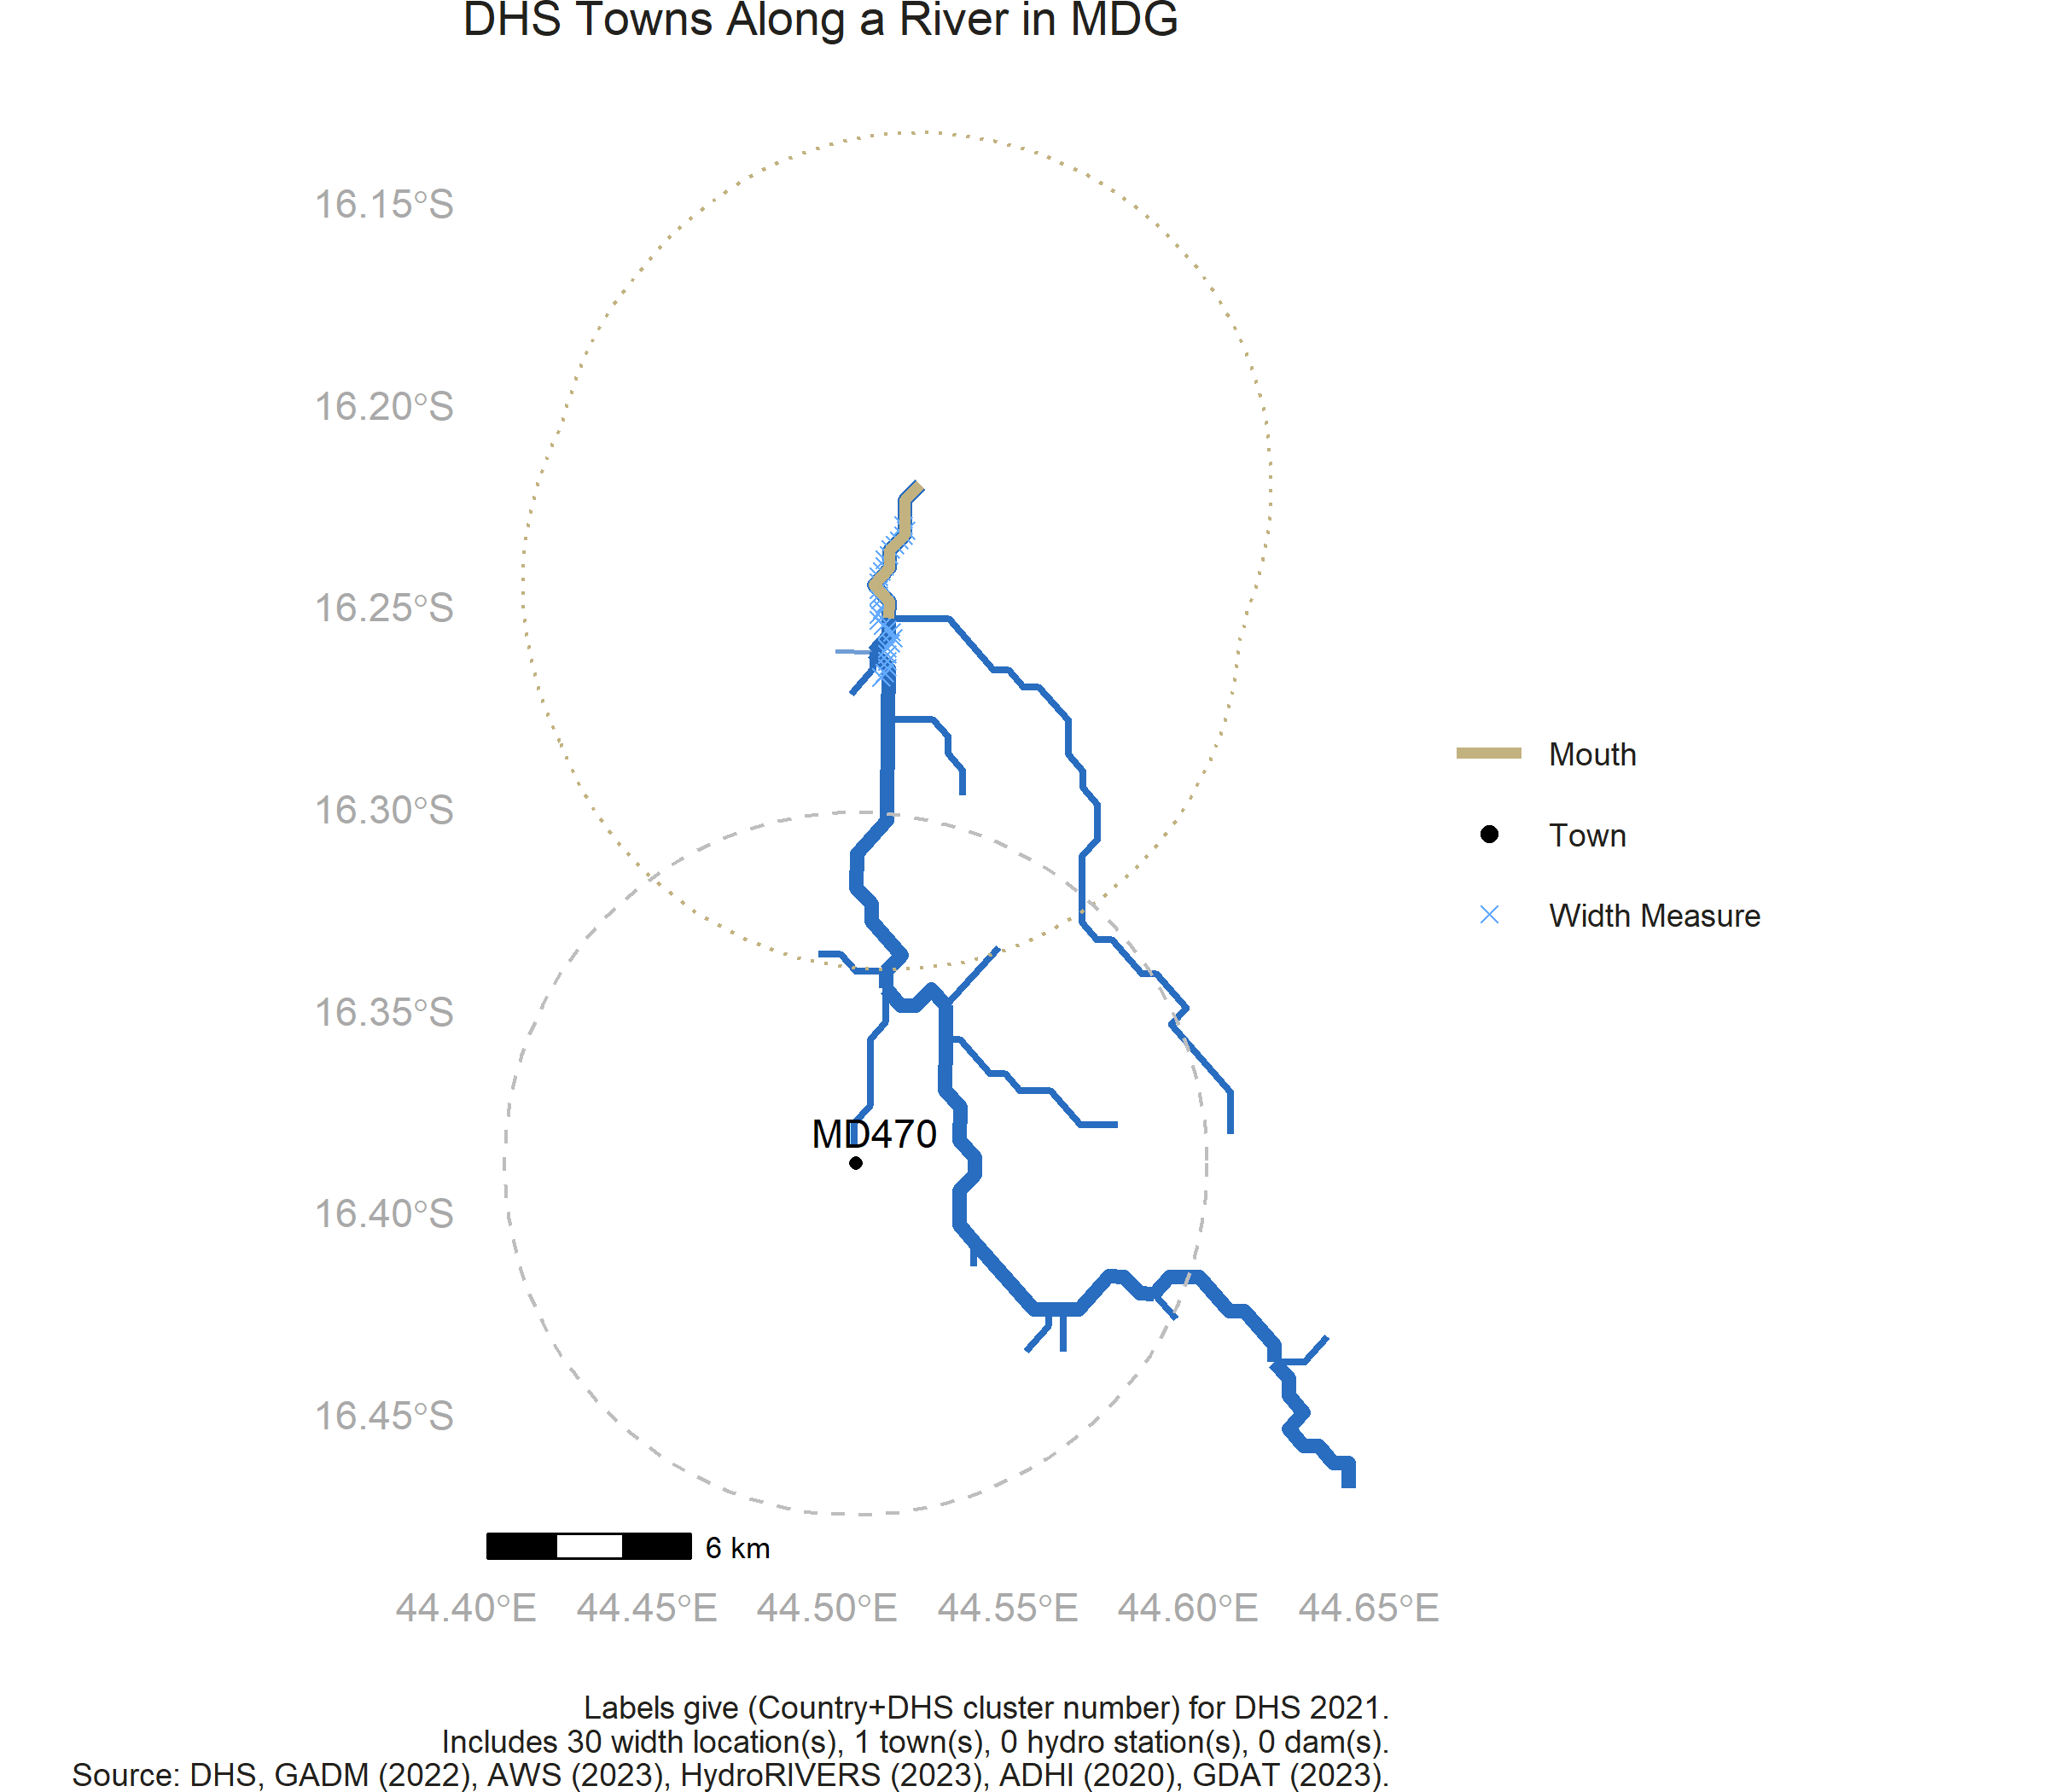 DHS Towns Along a River in MDG
16.15°S
16.20°S
16.25°S
16.30°S
16.35°S
16.40°S
16.45°S
Mouth
Town
Width Measure
MD470
6 km
44.40°E 44.45°E 44.50°E 44.55°E 44.60°E 44.65°E
Labels give (Country+DHS cluster number) for DHS 2021.
Includes 30 width location(s), 1 town(s), 0 hydro station(s), 0 dam(s).
Source: DHS, GADM (2022), AWS (2023), HydroRIVERS (2023), ADHI (2020), GDAT (2023).